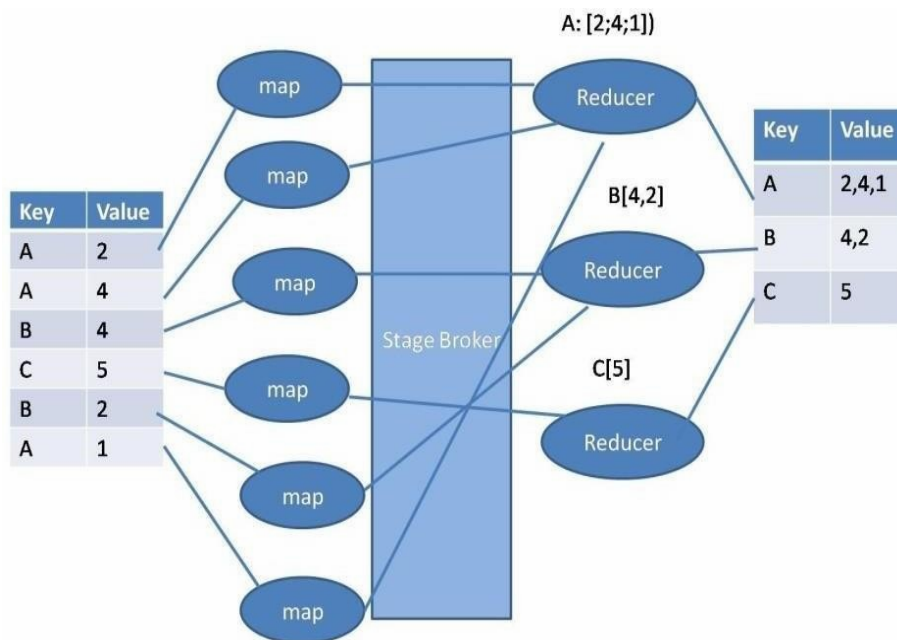 A: [2;4;1])
map
Reducer
Key Value
map
A 2,4,1
B[4,2]
Key Value
B 4,2
A 2
map
Reducer
A 4
C 5
B 4
Stage Broker
C 5
map
C[5]
B 2
Reducer
A 1
map
map